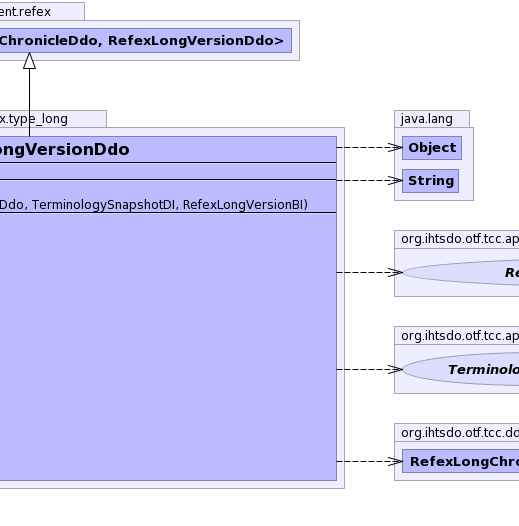 ent.refex
ChronicleDdo, RefexLongVersionDdo>
x.type_long
java.lang
ongVersionDdo
Object
String
Ddo, TerminologySnapshotDI, RefexLongVersionBI)
org.ihtsdo.otf.tcc.ap
Re
org.ihtsdo.otf.tcc.ap
Terminolo
org.ihtsdo.otf.tcc.dd
RefexLongChro